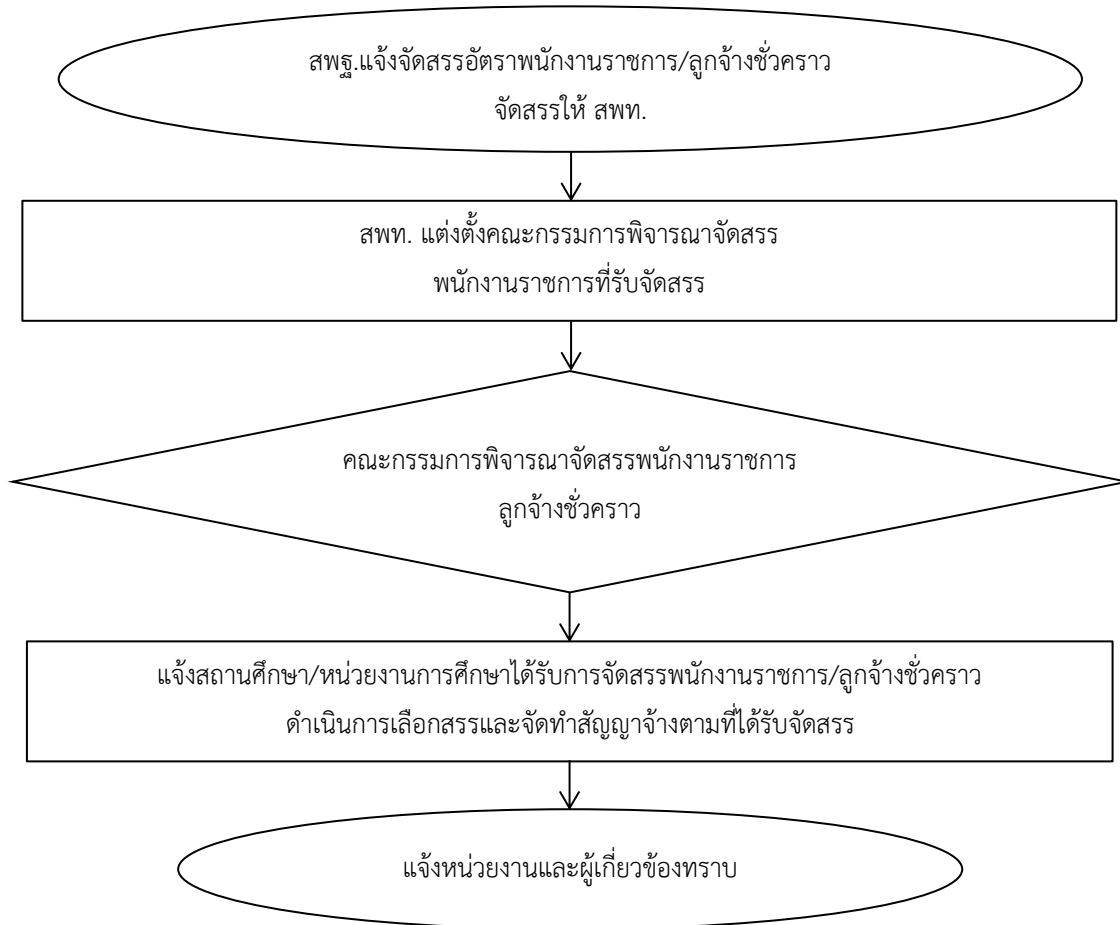 สพฐ.แจ้งจัดสรรอัตราพนักงานราชการ/ลูกจ้างชั่วคราว
จัดสรรให้ สพท.
สพท. แต่งตั้งคณะกรรมการพิจารณาจัดสรร
พนักงานราชการที่รับจัดสรร
คณะกรรมการพิจารณาจัดสรรพนักงานราชการ
ลูกจ้างชั่วคราว
แจ้งสถานศึกษา/หน่วยงานการศึกษาได้รับการจัดสรรพนักงานราชการ/ลูกจ้างชั่วคราว
ดำเนินการเลือกสรรและจัดทำสัญญาจ้างตามที่ได้รับจัดสรร
แจ้งหน่วยงานและผู้เกี่ยวข้องทราบ